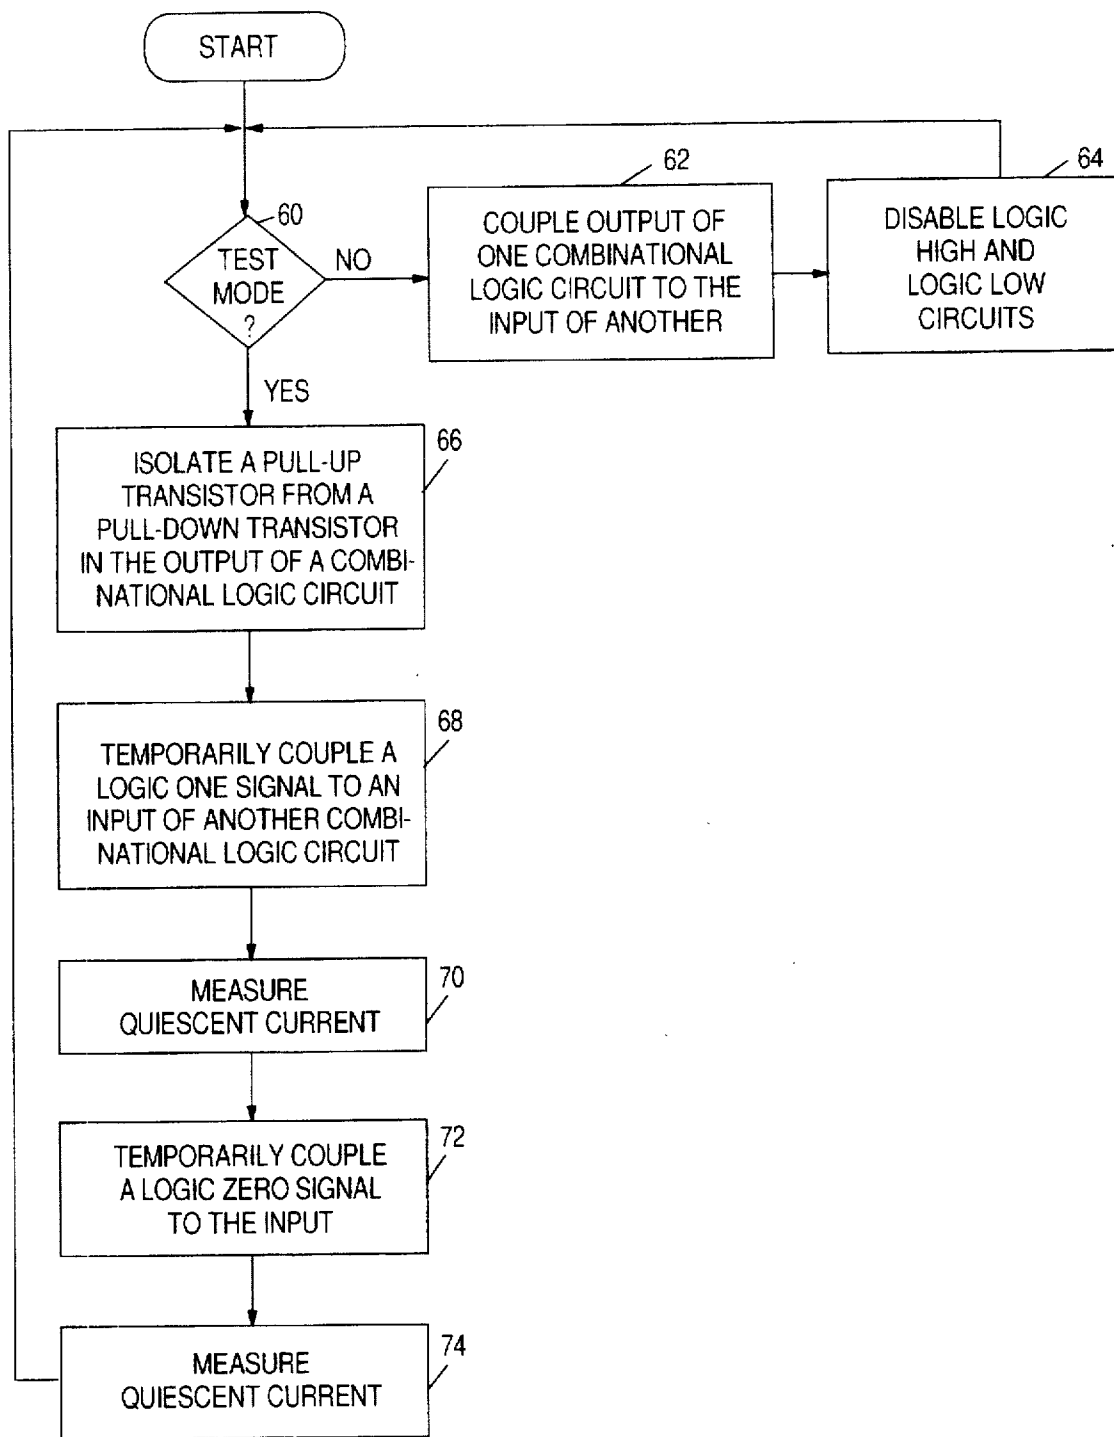 START
60
TEST
MODE
?
NO
YES
62
COUPLE OUTPUT OF
ONE COMBINATIONAL
LOGIC CIRCUIT TO THE
INPUT OF ANOTHER
64
DISABLE LOGIC
HIGH AND
LOGIC LOW
CIRCUITS
66
ISOLATE A PULL-UP
TRANSISTOR FROM A
PULL-DOWN TRANSISTOR
IN THE OUTPUT OF A COMBI-
NATIONAL LOGIC CIRCUIT
68
TEMPORARILY COUPLE A
LOGIC ONE SIGNAL TO AN
INPUT OF ANOTHER COMBI-
NATIONAL LOGIC CIRCUIT
70
MEASURE
QUIESCENT CURRENT
72
TEMPORARILY COUPLE
A LOGIC ZERO SIGNAL
TO THE INPUT
74
MEASURE
QUIESCENT CURRENT